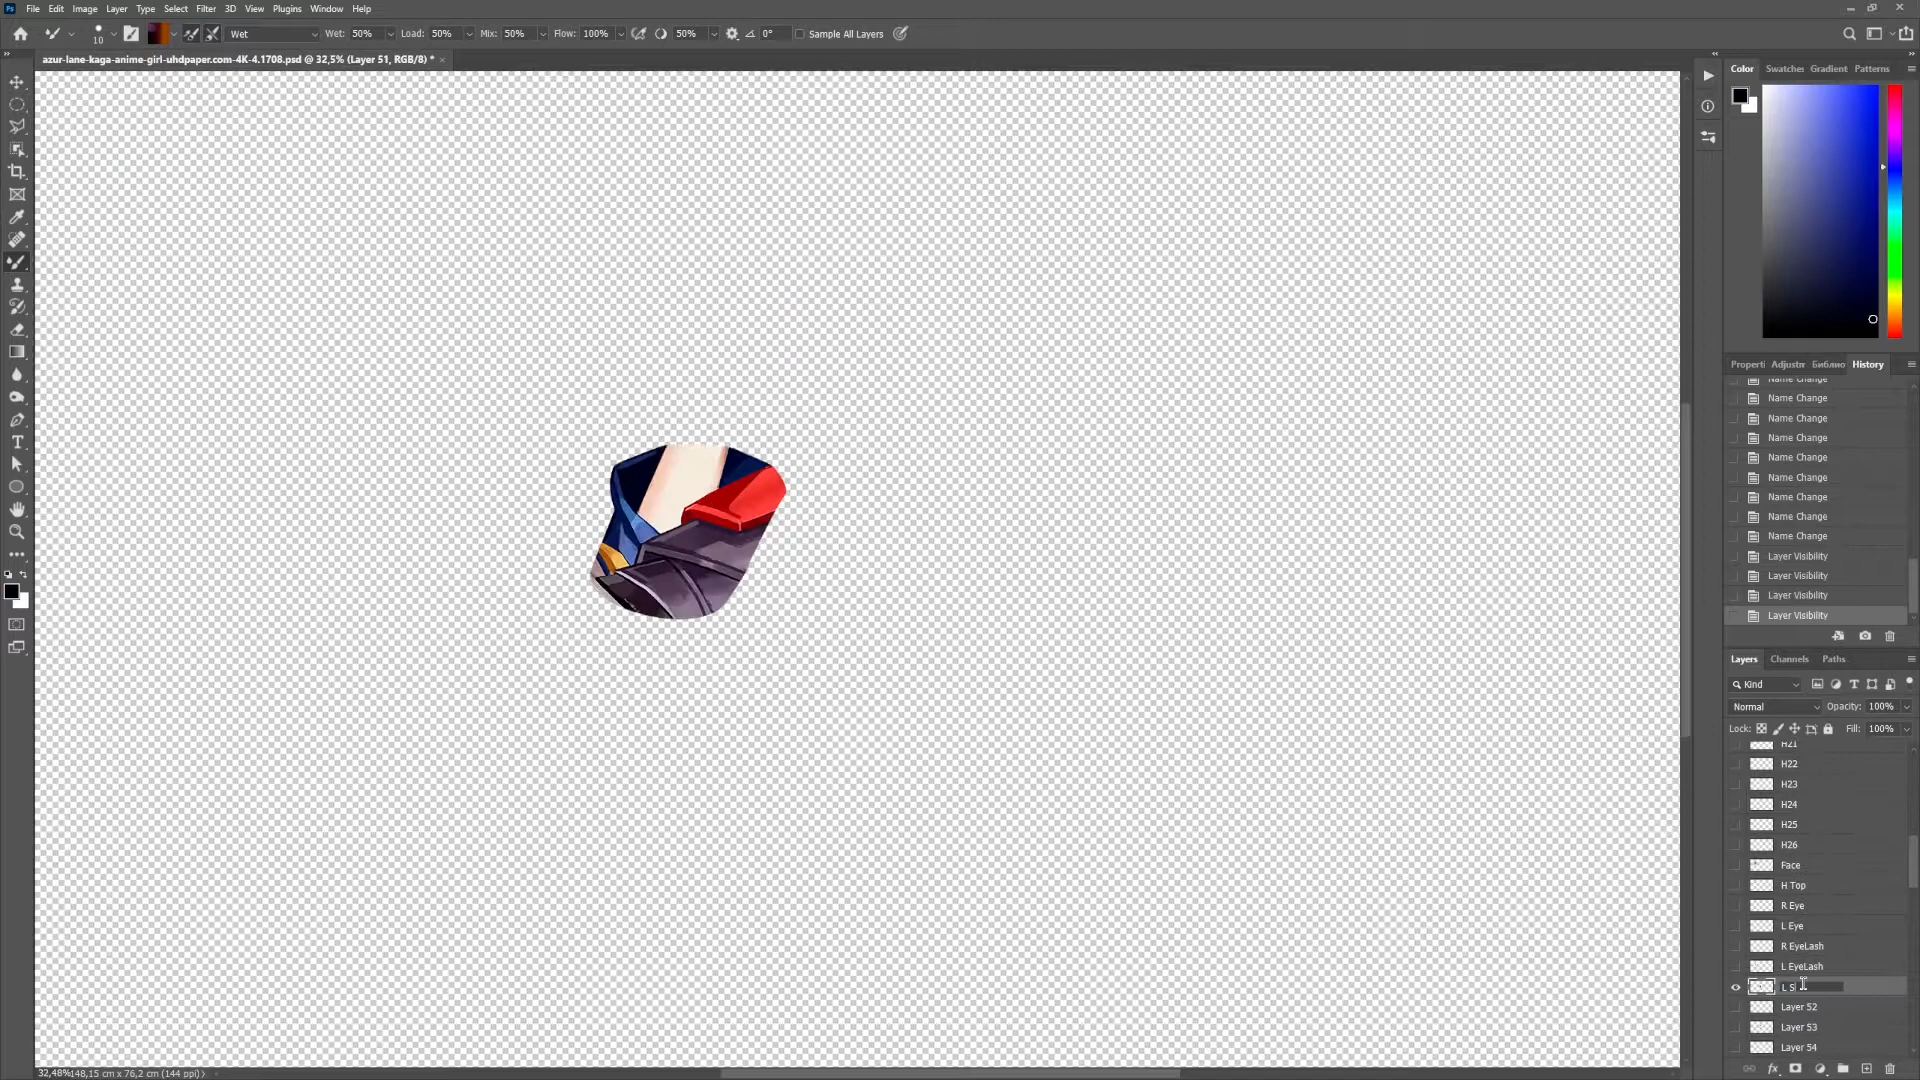 File Edit Image Layer Type Select Filter 3D View Plugins Window Help
10 Wet Wet: 50% Load: 50% Mix: 50% Flow: 100% 50% 0° Sample All Layers
azur-lane-kaga-anime-girl-uhdpaper.com-4K-4.1708.psd @ 32,5% (Layer 51, RGB/8) *
Color Swatches Gradient Patterns
Properti Adjustm Библио History
Name Change
Name Change
Name Change
Name Change
Name Change
Name Change
Name Change
Name Change
Name Change
Layer Visibility
Layer Visibility
Layer Visibility
Layer Visibility
Layers Channels Paths
Kind
Normal Opacity: 100%
Lock: Fill: 100%
H21
H22
H23
H24
H25
H26
Face
H Top
R Eye
L Eye
R EyeLash
L EyeLash
L S
Layer 52
Layer 53
Layer 54
32,48% 148,15 cm x 76,2 cm (144 ppi)